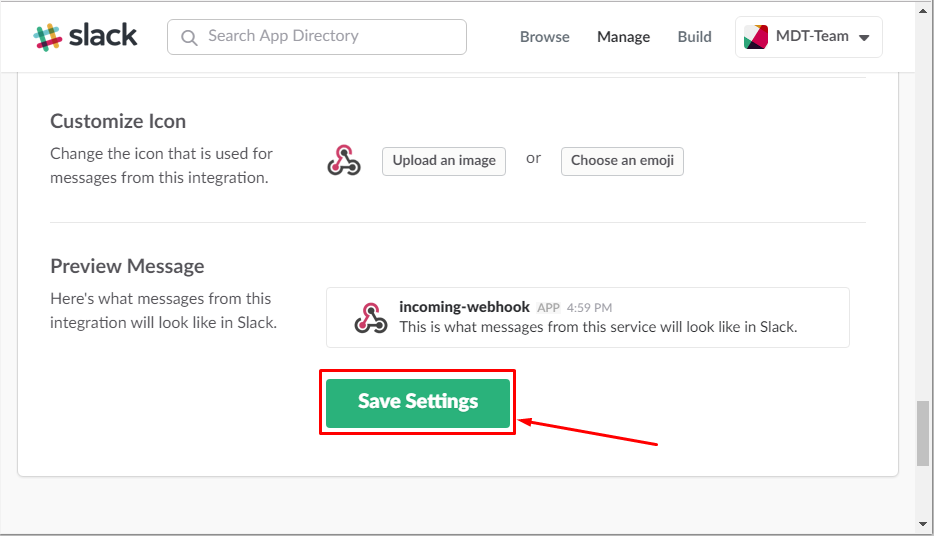 slack
Search App Directory
Browse
Manage
Build
MDT-Team
Customize Icon
Change the icon that is used for
messages from this integration.
Upload an image
or
Choose an emoji
Preview Message
Here's what messages from this
integration will look like in Slack.
incoming-webhook APP 4:59 PM
This is what messages from this service will look like in Slack.
Save Settings